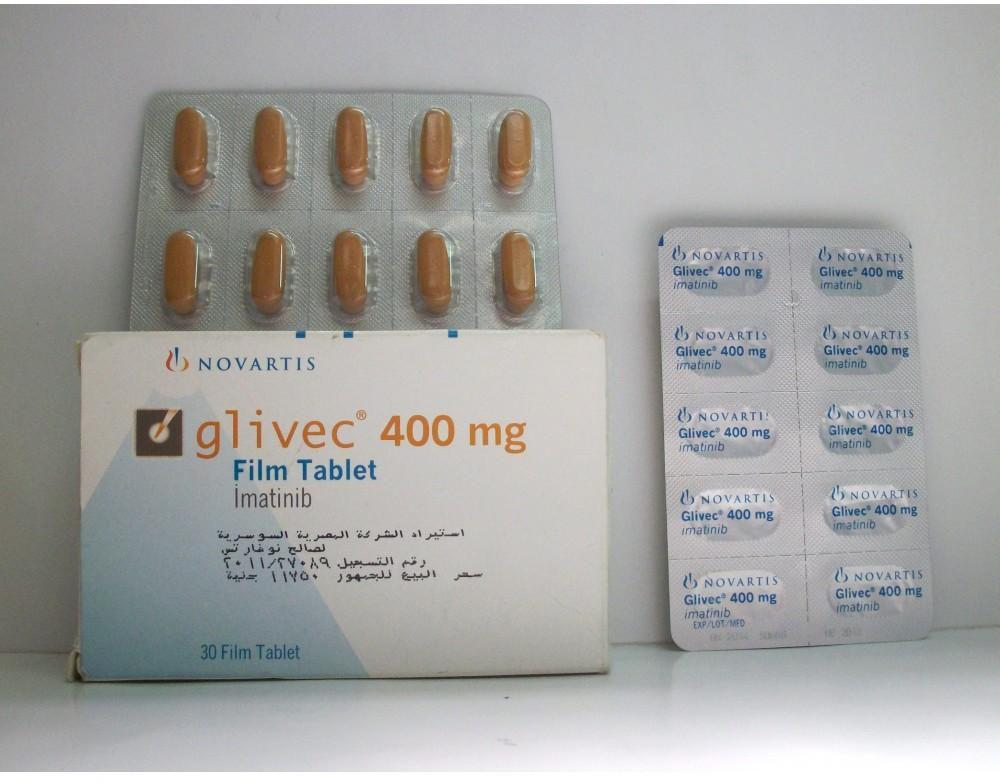 NOVARTIS
glivec® 400 mg
Film Tablet
İmatinib
استيراد الشركة المصرية السوسرية
لصالح نوفارتس
رقم التسجيل ٢٠١١/٢٧٠٨٩
سعر البيع للجمهور ١١٧٥٠ جنية
30 Film Tablet
NOVARTIS
Glivec® 400 mg
imatinib
NOVARTIS
Glivec® 400 mg
imatinib
NOVARTIS
Glivec® 400 mg
imatinib
NOVARTIS
Glivec® 400 mg
imatinib
NOVARTIS
Glivec® 400 mg
imatinib
NOVARTIS
Glivec® 400 mg
imatinib
NOVARTIS
Glivec® 400 mg
imatinib
NOVARTIS
Glivec® 400 mg
imatinib
NOVARTIS
Glivec® 400 mg
imatinib
EXP/LOT/MFD
NOVARTIS
Glivec® 400 mg
imatinib